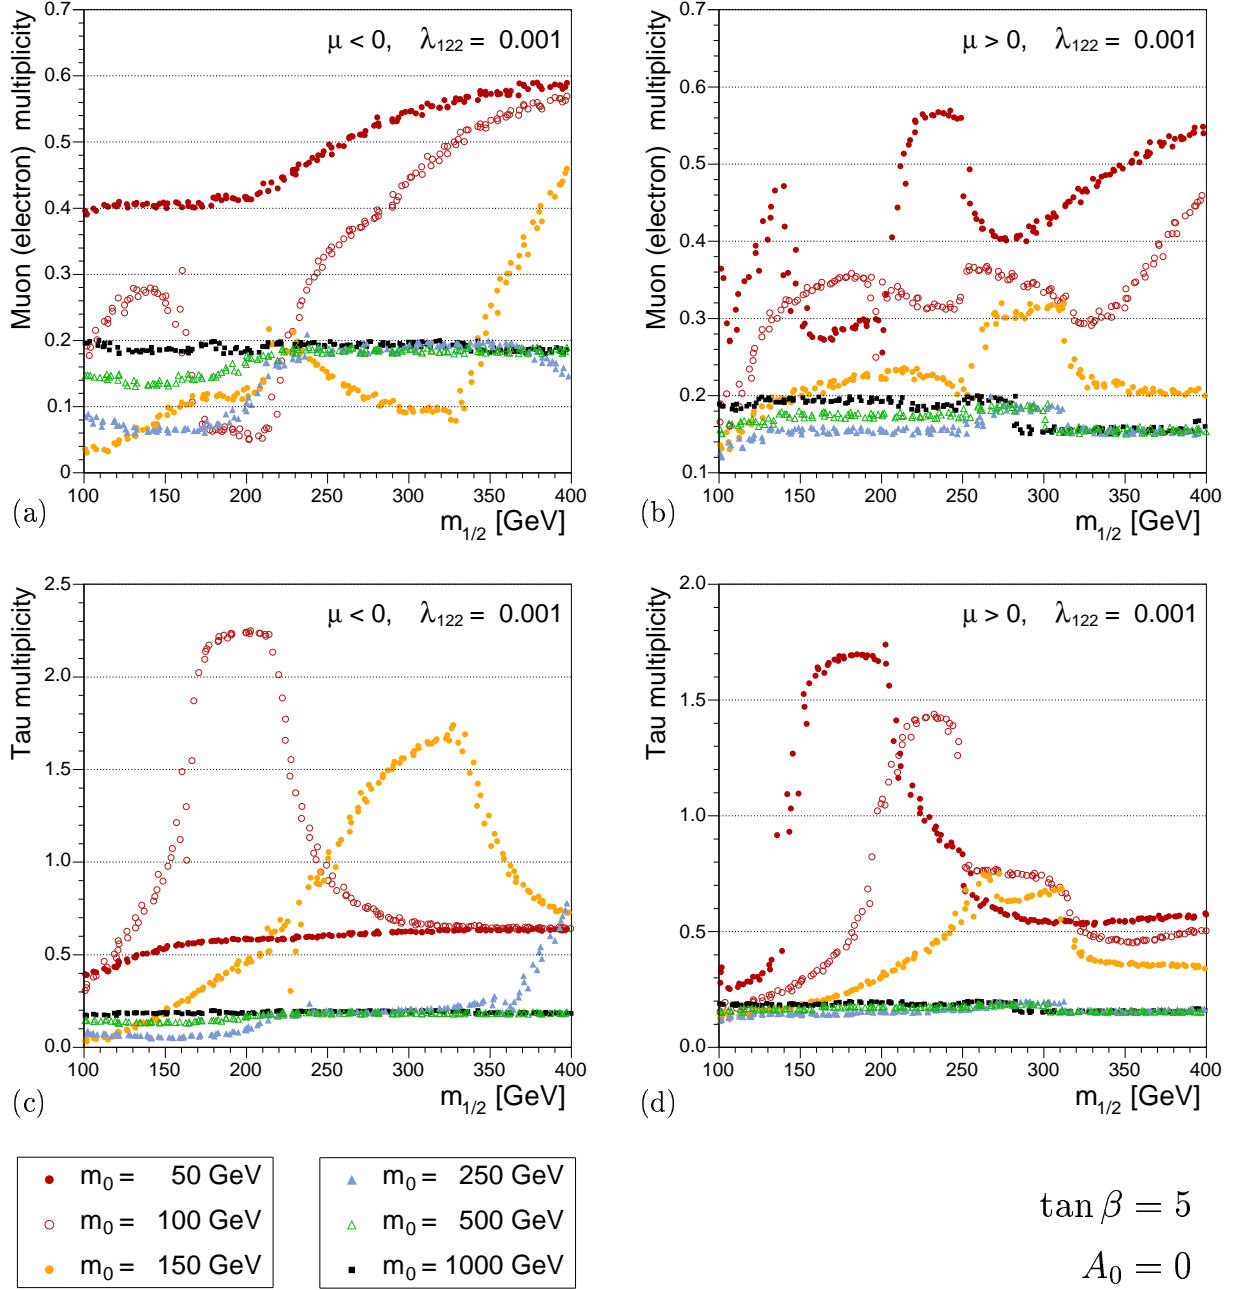 Muon (electron) multiplicity
0.7
0.6
0.5
0.4
0.3
0.2
0.1
0
μ < 0, λ122 = 0.001
100 150 200 250 300 350 400
m1/2 [GeV]
(a)
Muon (electron) multiplicity
0.7
0.6
0.5
0.4
0.3
0.2
0.1
μ > 0, λ122 = 0.001
100 150 200 250 300 350 400
m1/2 [GeV]
(b)
Tau multiplicity
2.5
2.0
1.5
1.0
0.5
0.0
μ < 0, λ122 = 0.001
100 150 200 250 300 350 400
m1/2 [GeV]
(c)
Tau multiplicity
2.0
1.5
1.0
0.5
0.0
μ > 0, λ122 = 0.001
100 150 200 250 300 350 400
m1/2 [GeV]
(d)
m0 = 50 GeV
m0 = 100 GeV
m0 = 150 GeV
m0 = 250 GeV
m0 = 500 GeV
m0 = 1000 GeV
tan β = 5
A0 = 0